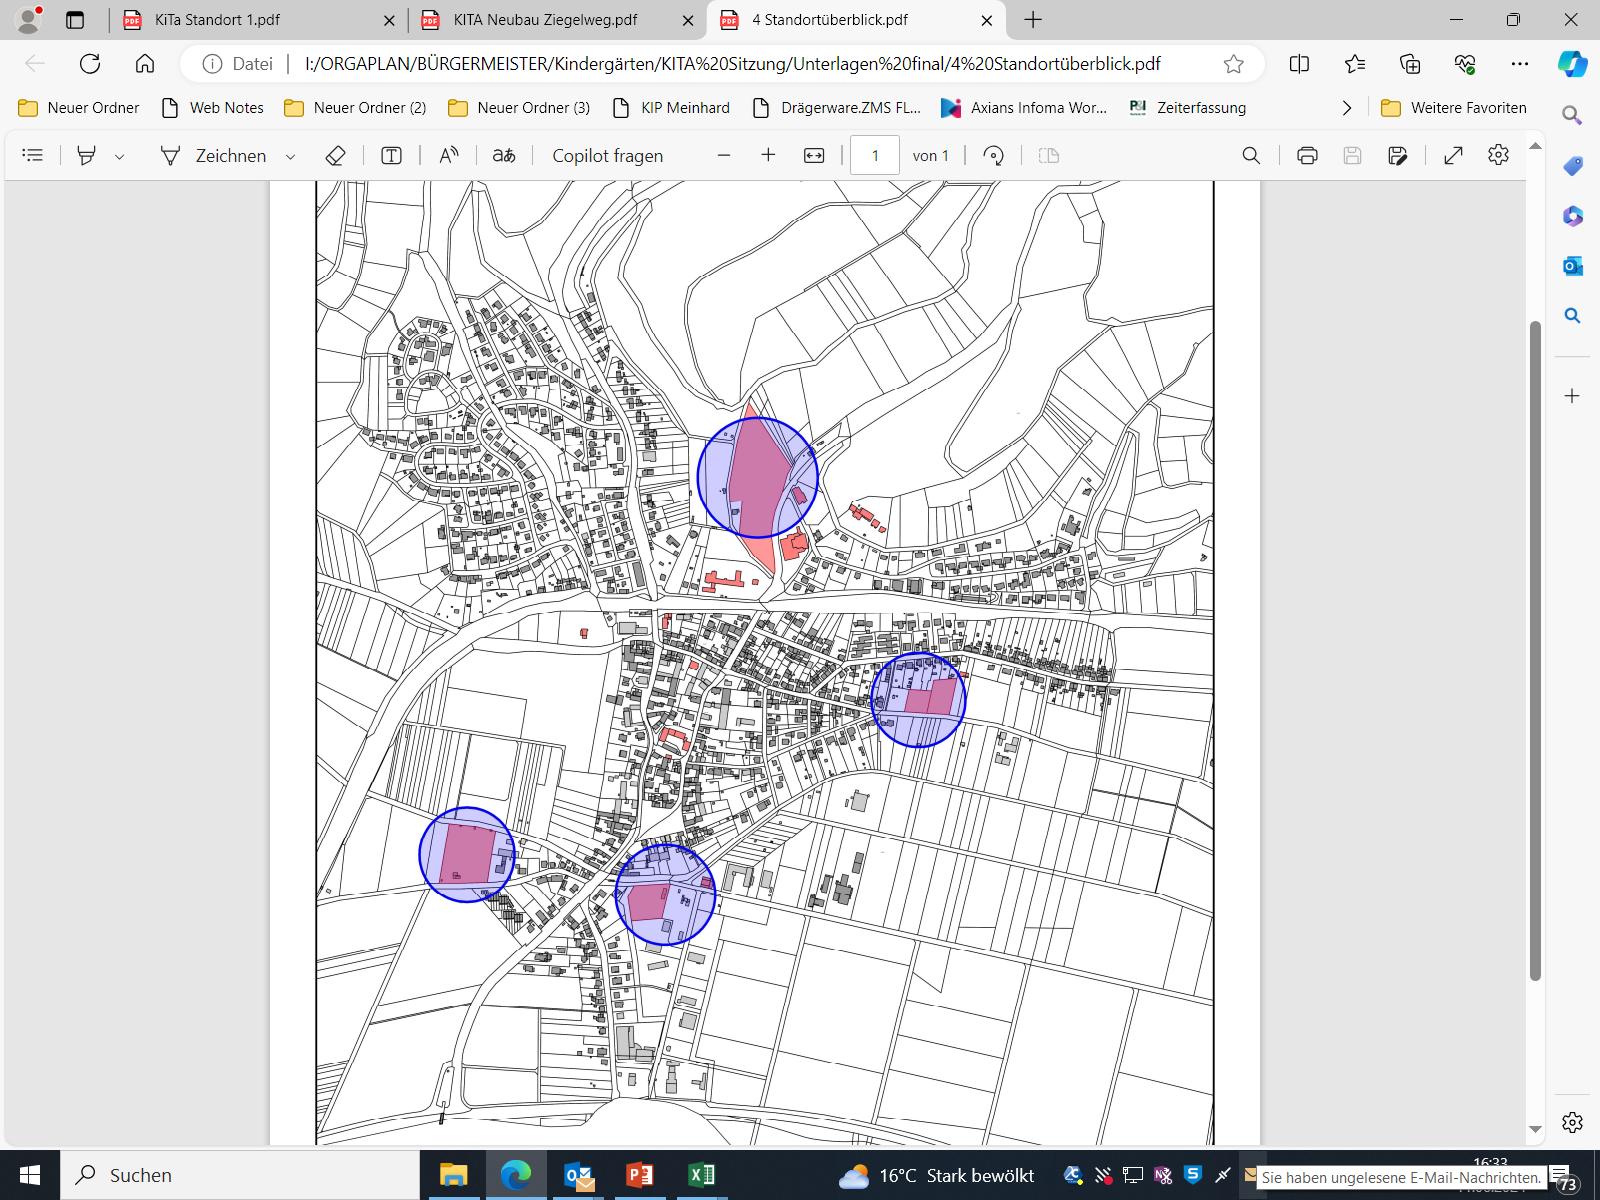 KiTa Standort 1.pdf
KITA Neubau Ziegelweg.pdf
4 Standortüberblick.pdf
Datei
I:/ORGAPLAN/BÜRGERMEISTER/Kindergärten/KITA%20Sitzung/Unterlagen%20final/4%20Standortüberblick.pdf
Neuer Ordner
Web Notes
Neuer Ordner (2)
Neuer Ordner (3)
KIP Meinhard
Drägerware.ZMS FL...
Axians Infoma Wor...
Zeiterfassung
Weitere Favoriten
Zeichnen
Copilot fragen
1
von 1
Suchen
16°C Stark bewölkt
16:33
Sie haben ungelesene E-Mail-Nachrichten.
73